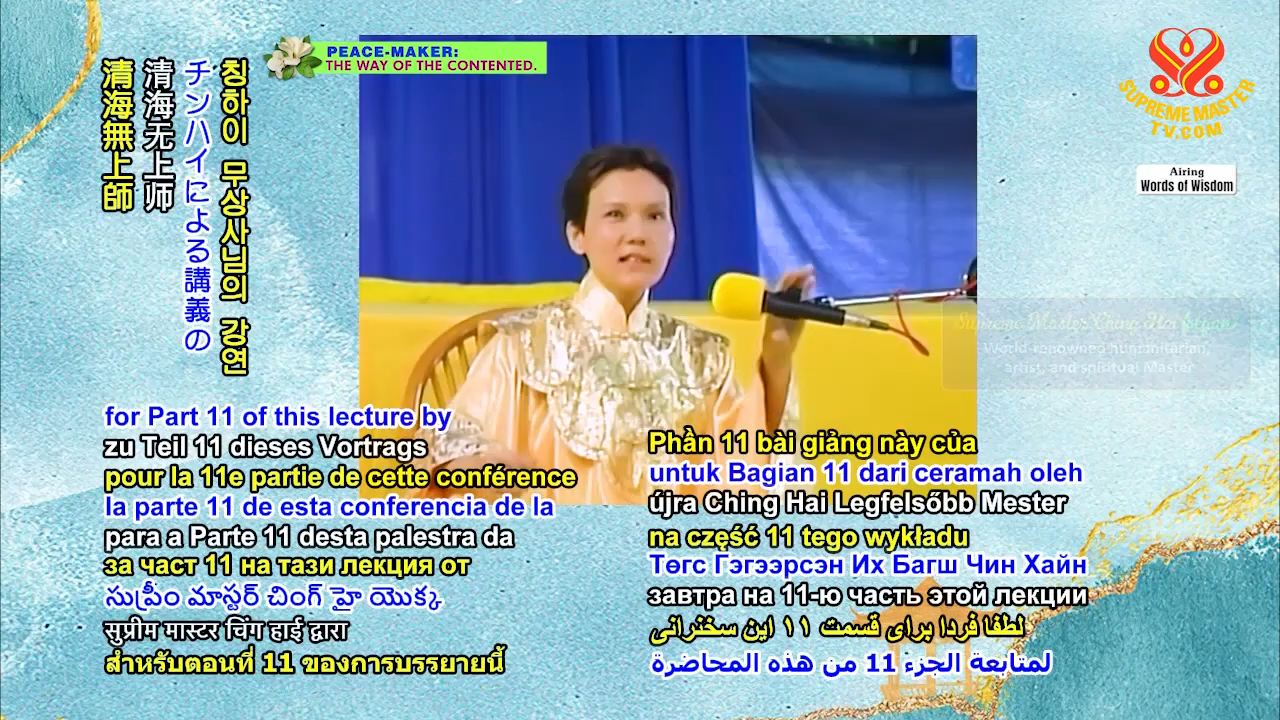 PEACE-MAKER:
THE WAY OF THE CONTENTED.
SUPREME MASTER
TV.COM
Airing
Words of Wisdom
清海無上師
清海无上师
チンハイによる講義の
칭하이 무상사님의 강연
World-renowned humanitarian,
artist, and spiritual Master
for Part 11 of this lecture by
zu Teil 11 dieses Vortrags
pour la 11e partie de cette conférence
la parte 11 de esta conferencia de la
para a Parte 11 desta palestra da
за част 11 на тази лекция от
సుప్రీం మాస్టర్ చింగ్ హై యొక్క
सुप्रीम मास्टर चिंग हाई द्वारा
สำหรับตอนที่ 11 ของการบรรยายนี้
Phần 11 bài giảng này của
untuk Bagian 11 dari ceramah oleh
újra Ching Hai Legfelsőbb Mester
na część 11 tego wykładu
Төгс Гэгээрсэн Их Багш Чин Хайн
завтра на 11-ю часть этой лекции
لطفا فردا برای قسمت ۱۱ این سخنرانی
لمتابعة الجزء 11 من هذه المحاضرة